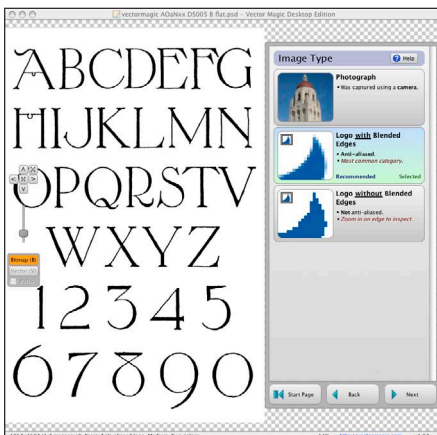 vectormagic AOaNxx DS005 B flat.psd - Vector Magic Desktop Edition
ABCDEFG
HIJKLMN
OPQRSTV
WXYZ
12345
67890
Bitmap (B)
Vector (V)
Image Type
Help
Photograph
• Was captured using a camera.
Logo with Blended
Edges
• Anti-aliased.
• Most common category.
Recommended
Selected
Logo without Blended
Edges
• Not anti-aliased.
• Zoom in on edge to inspect
Start Page
Back
Next